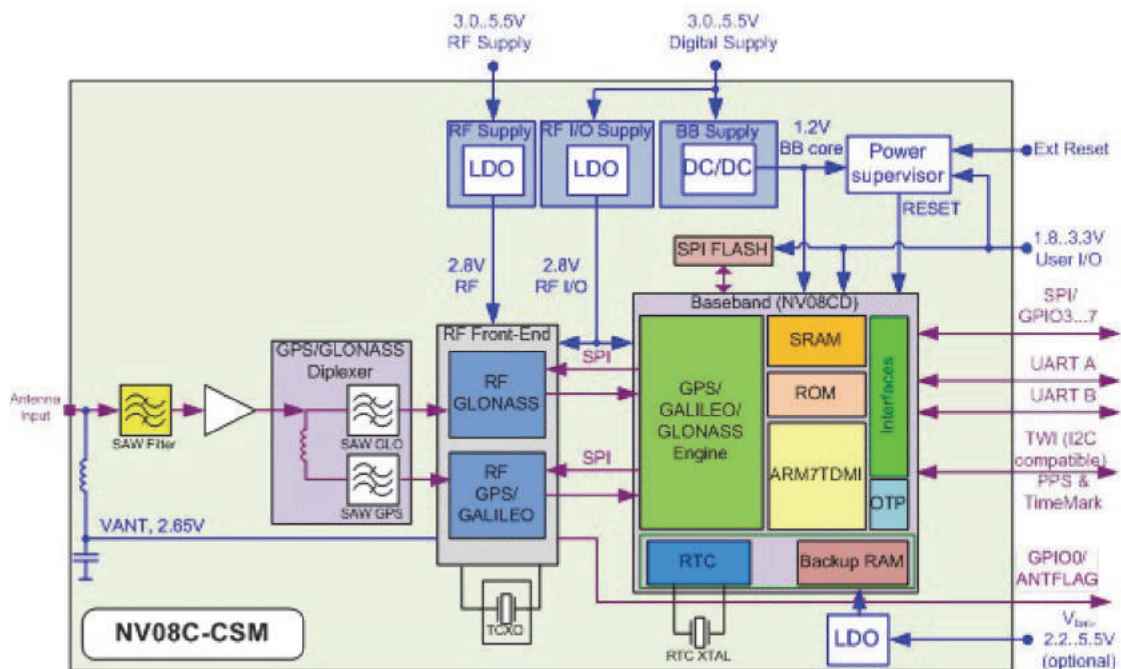 3.0..5.5V
RF Supply
3.0..5.5V
Digital Supply
RF Supply
LDO
RF I/O Supply
LDO
BB Supply
DC/DC
1.2V
BB core
Power
supervisor
Ext Reset
RESET
SPI FLASH
1.8..3.3V
User I/O
2.8V
RF
2.8V
RF I/O
Baseband (NV08CD)
SPI/
GPIO3...7
RF Front-End
GPS/GLONASS
Diplexer
SPI
SRAM
UART A
RF
GLONASS
GPS/
GALILEO/
GLONASS
Engine
ROM
Interfaces
UART B
Antenna
Input
SAW Filter
SAW GLO
SPI
ARM7TDMI
TWI (I2C
compatible)
PPS &
TimeMark
RF
GPS/
GALILEO
SAW GPS
OTP
VANT, 2.65V
RTC
Backup RAM
GPIO0/
ANTFLAG
TCXO
NV08C-CSM
RTC XTAL
LDO
2.2..5.5V
(optional)